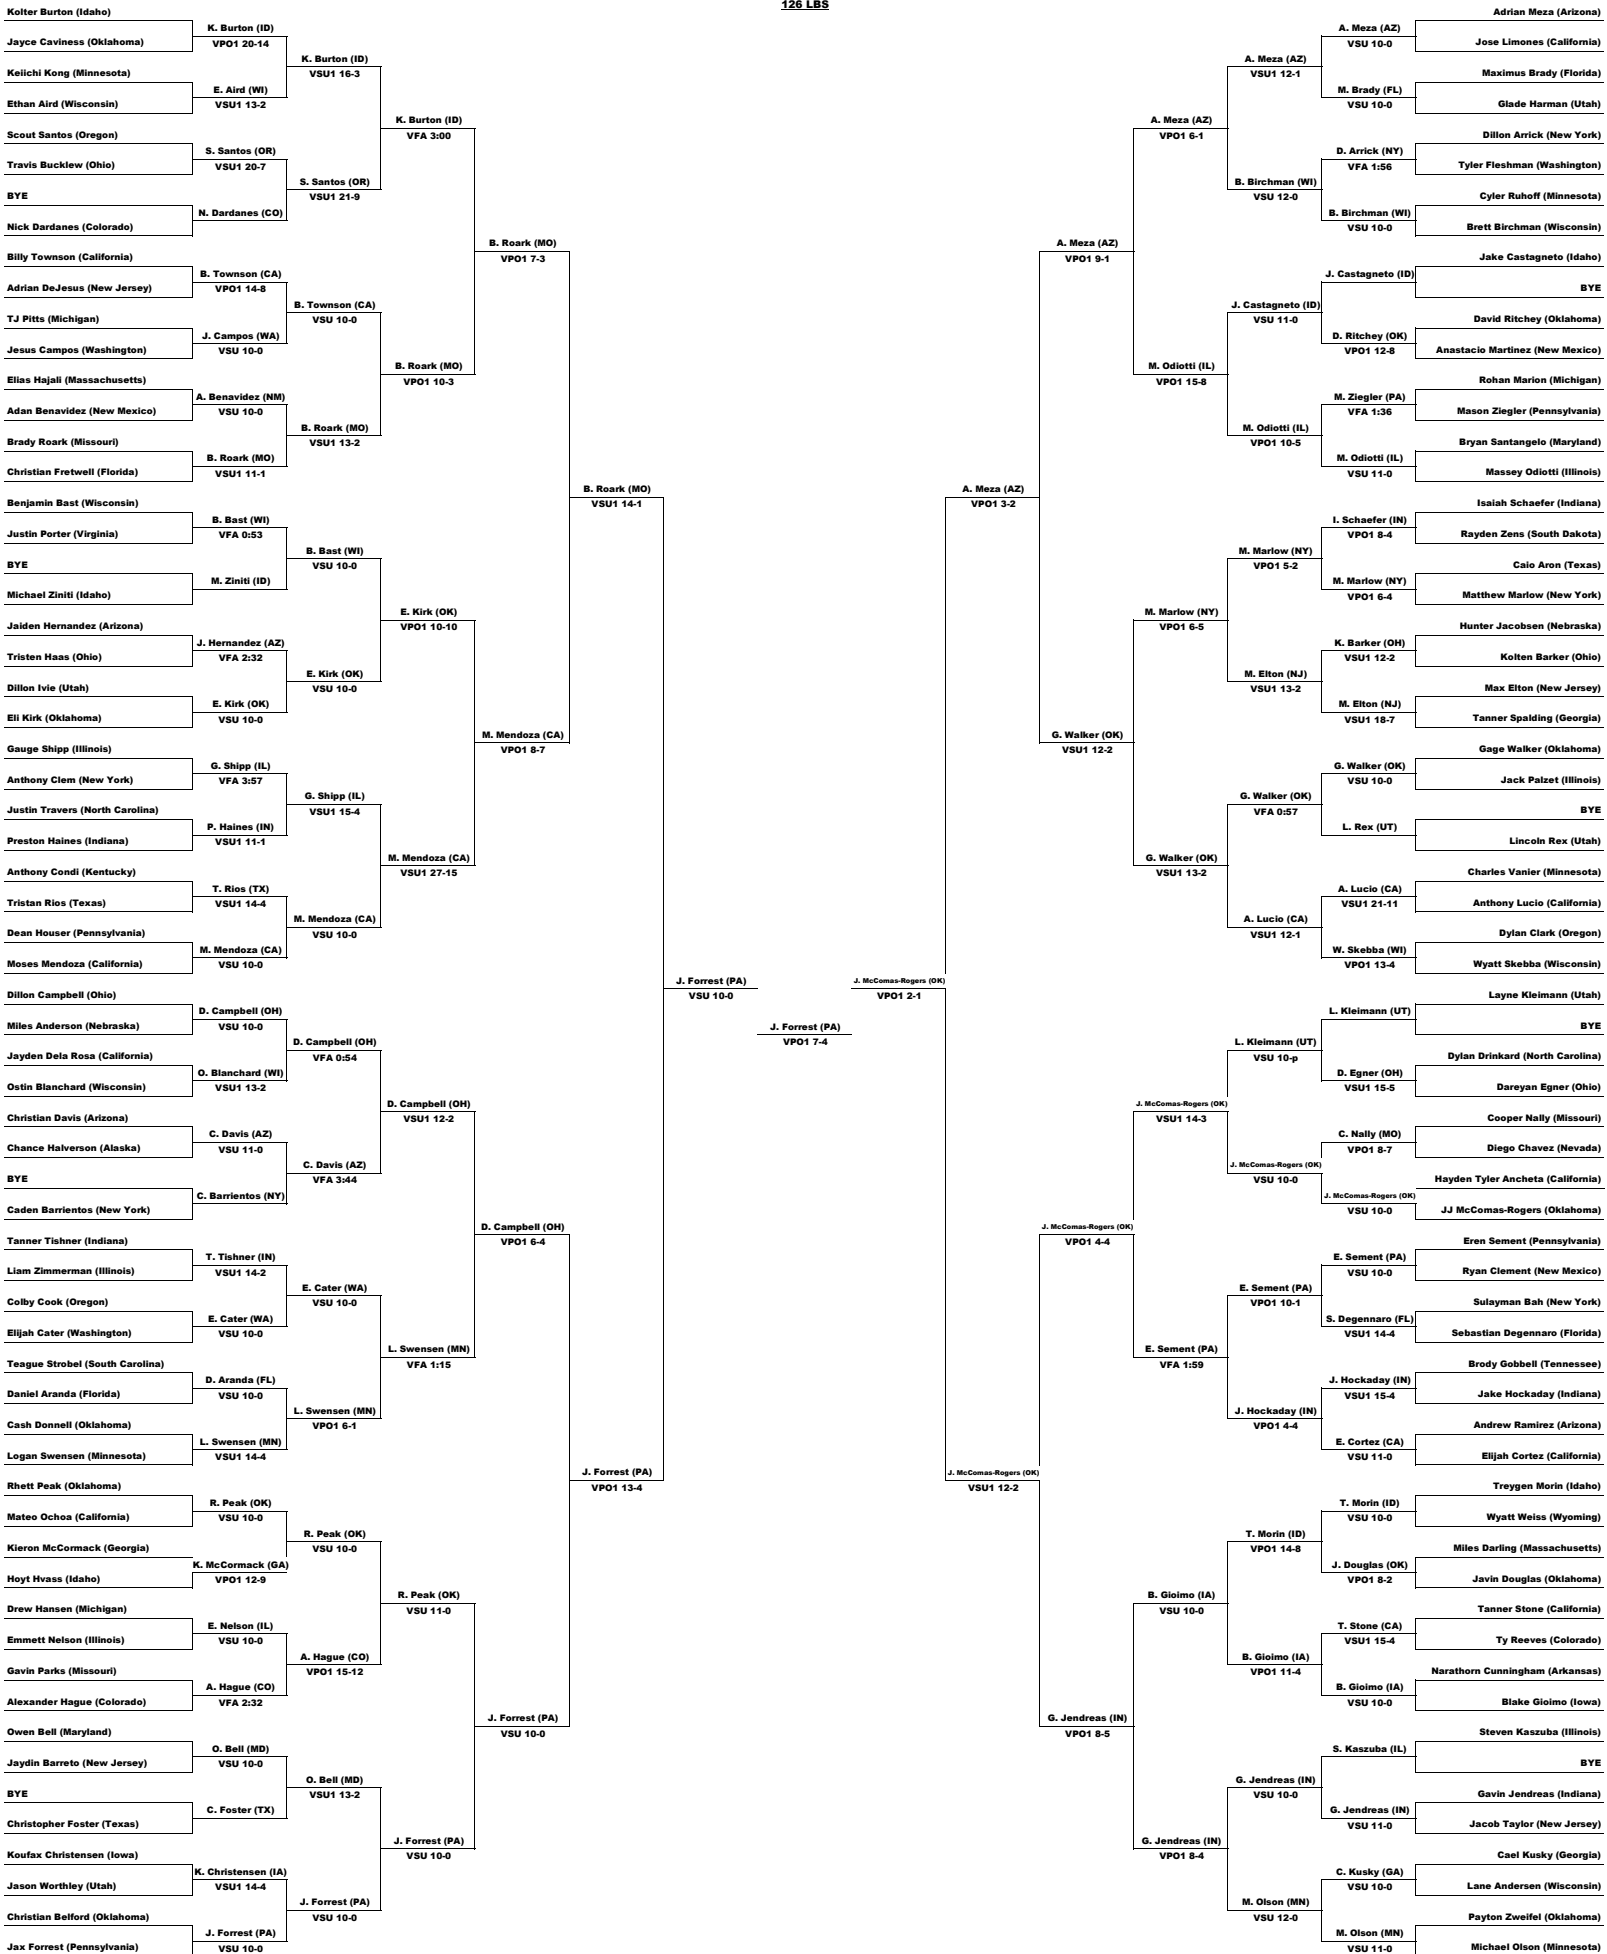 126 LBS
Kolter Burton (Idaho)
Jayce Caviness (Oklahoma)
Keiichi Kong (Minnesota)
Ethan Aird (Wisconsin)
Scout Santos (Oregon)
Travis Bucklew (Ohio)
BYE
Nick Dardanes (Colorado)
Billy Townson (California)
Adrian DeJesus (New Jersey)
TJ Pitts (Michigan)
Jesus Campos (Washington)
Elias Hajali (Massachusetts)
Adan Benavidez (New Mexico)
Brady Roark (Missouri)
Christian Fretwell (Florida)
Benjamin Bast (Wisconsin)
Justin Porter (Virginia)
BYE
Michael Ziniti (Idaho)
Jaiden Hernandez (Arizona)
Tristen Haas (Ohio)
Dillon Ivie (Utah)
Eli Kirk (Oklahoma)
Gauge Shipp (Illinois)
Anthony Clem (New York)
Justin Travers (North Carolina)
Preston Haines (Indiana)
Anthony Condi (Kentucky)
Tristan Rios (Texas)
Dean Houser (Pennsylvania)
Moses Mendoza (California)
Dillon Campbell (Ohio)
Miles Anderson (Nebraska)
Jayden Dela Rosa (California)
Ostin Blanchard (Wisconsin)
Christian Davis (Arizona)
Chance Halverson (Alaska)
BYE
Caden Barrientos (New York)
Tanner Tishner (Indiana)
Liam Zimmerman (Illinois)
Colby Cook (Oregon)
Elijah Cater (Washington)
Teague Strobel (South Carolina)
Daniel Aranda (Florida)
Cash Donnell (Oklahoma)
Logan Swensen (Minnesota)
Rhett Peak (Oklahoma)
Mateo Ochoa (California)
Kieron McCormack (Georgia)
Hoyt Hvass (Idaho)
Drew Hansen (Michigan)
Emmett Nelson (Illinois)
Gavin Parks (Missouri)
Alexander Hague (Colorado)
Owen Bell (Maryland)
Jaydin Barreto (New Jersey)
BYE
Christopher Foster (Texas)
Koufax Christensen (Iowa)
Jason Worthley (Utah)
Christian Belford (Oklahoma)
Jax Forrest (Pennsylvania)
K. Burton (ID)
VPO1 20-14
E. Aird (WI)
VSU1 13-2
S. Santos (OR)
VSU1 20-7
N. Dardanes (CO)
B. Townson (CA)
VPO1 14-8
J. Campos (WA)
VSU 10-0
A. Benavidez (NM)
VSU 10-0
B. Roark (MO)
VSU1 11-1
B. Bast (WI)
VFA 0:53
M. Ziniti (ID)
J. Hernandez (AZ)
VFA 2:32
E. Kirk (OK)
VSU 10-0
G. Shipp (IL)
VFA 3:57
P. Haines (IN)
VSU1 11-1
T. Rios (TX)
VSU1 14-4
M. Mendoza (CA)
VSU 10-0
D. Campbell (OH)
VSU 10-0
O. Blanchard (WI)
VSU1 13-2
C. Davis (AZ)
VSU 11-0
C. Barrientos (NY)
T. Tishner (IN)
VSU1 14-2
E. Cater (WA)
VSU 10-0
D. Aranda (FL)
VSU 10-0
L. Swensen (MN)
VSU1 14-4
R. Peak (OK)
VSU 10-0
K. McCormack (GA)
VPO1 12-9
E. Nelson (IL)
VSU 10-0
A. Hague (CO)
VFA 2:32
O. Bell (MD)
VSU 10-0
C. Foster (TX)
K. Christensen (IA)
VSU1 14-4
J. Forrest (PA)
VSU 10-0
K. Burton (ID)
VSU1 16-3
S. Santos (OR)
VSU1 21-9
B. Townson (CA)
VSU 10-0
B. Roark (MO)
VSU1 13-2
B. Bast (WI)
VSU 10-0
E. Kirk (OK)
VSU 10-0
G. Shipp (IL)
VSU1 15-4
M. Mendoza (CA)
VSU 10-0
D. Campbell (OH)
VFA 0:54
C. Davis (AZ)
VFA 3:44
E. Cater (WA)
VSU 10-0
L. Swensen (MN)
VPO1 6-1
R. Peak (OK)
VSU 10-0
A. Hague (CO)
VPO1 15-12
O. Bell (MD)
VSU1 13-2
J. Forrest (PA)
VSU 10-0
K. Burton (ID)
VFA 3:00
B. Roark (MO)
VPO1 10-3
E. Kirk (OK)
VPO1 10-10
M. Mendoza (CA)
VSU1 27-15
D. Campbell (OH)
VSU1 12-2
L. Swensen (MN)
VFA 1:15
R. Peak (OK)
VSU 11-0
J. Forrest (PA)
VSU 10-0
B. Roark (MO)
VPO1 7-3
M. Mendoza (CA)
VPO1 8-7
D. Campbell (OH)
VPO1 6-4
J. Forrest (PA)
VSU 10-0
B. Roark (MO)
VSU1 14-1
J. Forrest (PA)
VPO1 13-4
J. Forrest (PA)
VSU 10-0
J. Forrest (PA)
VPO1 7-4
J. McComas-Rogers (OK)
VPO1 2-1
A. Meza (AZ)
VPO1 3-2
J. McComas-Rogers (OK)
VSU1 12-2
A. Meza (AZ)
VPO1 9-1
G. Walker (OK)
VSU1 12-2
J. McComas-Rogers (OK)
VPO1 4-4
G. Jendreas (IN)
VPO1 8-5
A. Meza (AZ)
VPO1 6-1
M. Odiotti (IL)
VPO1 15-8
M. Marlow (NY)
VPO1 6-5
G. Walker (OK)
VSU1 13-2
J. McComas-Rogers (OK)
VSU1 14-3
E. Sement (PA)
VFA 1:59
B. Gioimo (IA)
VSU 10-0
G. Jendreas (IN)
VPO1 8-4
A. Meza (AZ)
VSU1 12-1
B. Birchman (WI)
VSU 12-0
J. Castagneto (ID)
VSU 11-0
M. Odiotti (IL)
VPO1 10-5
M. Marlow (NY)
VPO1 5-2
M. Elton (NJ)
VSU1 13-2
G. Walker (OK)
VFA 0:57
A. Lucio (CA)
VSU1 12-1
L. Kleimann (UT)
VSU 10-p
J. McComas-Rogers (OK)
VSU 10-0
E. Sement (PA)
VPO1 10-1
J. Hockaday (IN)
VPO1 4-4
T. Morin (ID)
VPO1 14-8
B. Gioimo (IA)
VPO1 11-4
G. Jendreas (IN)
VSU 10-0
M. Olson (MN)
VSU 12-0
A. Meza (AZ)
VSU 10-0
M. Brady (FL)
VSU 10-0
D. Arrick (NY)
VFA 1:56
B. Birchman (WI)
VSU 10-0
J. Castagneto (ID)
D. Ritchey (OK)
VPO1 12-8
M. Ziegler (PA)
VFA 1:36
M. Odiotti (IL)
VSU 11-0
I. Schaefer (IN)
VPO1 8-4
M. Marlow (NY)
VPO1 6-4
K. Barker (OH)
VSU1 12-2
M. Elton (NJ)
VSU1 18-7
G. Walker (OK)
VSU 10-0
L. Rex (UT)
A. Lucio (CA)
VSU1 21-11
W. Skebba (WI)
VPO1 13-4
L. Kleimann (UT)
D. Egner (OH)
VSU1 15-5
C. Nally (MO)
VPO1 8-7
J. McComas-Rogers (OK)
VSU 10-0
E. Sement (PA)
VSU 10-0
S. Degennaro (FL)
VSU1 14-4
J. Hockaday (IN)
VSU1 15-4
E. Cortez (CA)
VSU 11-0
T. Morin (ID)
VSU 10-0
J. Douglas (OK)
VPO1 8-2
T. Stone (CA)
VSU1 15-4
B. Gioimo (IA)
VSU 10-0
S. Kaszuba (IL)
G. Jendreas (IN)
VSU 11-0
C. Kusky (GA)
VSU 10-0
M. Olson (MN)
VSU 11-0
Adrian Meza (Arizona)
Jose Limones (California)
Maximus Brady (Florida)
Glade Harman (Utah)
Dillon Arrick (New York)
Tyler Fleshman (Washington)
Cyler Ruhoff (Minnesota)
Brett Birchman (Wisconsin)
Jake Castagneto (Idaho)
BYE
David Ritchey (Oklahoma)
Anastacio Martinez (New Mexico)
Rohan Marion (Michigan)
Mason Ziegler (Pennsylvania)
Bryan Santangelo (Maryland)
Massey Odiotti (Illinois)
Isaiah Schaefer (Indiana)
Rayden Zens (South Dakota)
Caio Aron (Texas)
Matthew Marlow (New York)
Hunter Jacobsen (Nebraska)
Kolten Barker (Ohio)
Max Elton (New Jersey)
Tanner Spalding (Georgia)
Gage Walker (Oklahoma)
Jack Palzet (Illinois)
BYE
Lincoln Rex (Utah)
Charles Vanier (Minnesota)
Anthony Lucio (California)
Dylan Clark (Oregon)
Wyatt Skebba (Wisconsin)
Layne Kleimann (Utah)
BYE
Dylan Drinkard (North Carolina)
Dareyan Egner (Ohio)
Cooper Nally (Missouri)
Diego Chavez (Nevada)
Hayden Tyler Ancheta (California)
JJ McComas-Rogers (Oklahoma)
Eren Sement (Pennsylvania)
Ryan Clement (New Mexico)
Sulayman Bah (New York)
Sebastian Degennaro (Florida)
Brody Gobbell (Tennessee)
Jake Hockaday (Indiana)
Andrew Ramirez (Arizona)
Elijah Cortez (California)
Treygen Morin (Idaho)
Wyatt Weiss (Wyoming)
Miles Darling (Massachusetts)
Javin Douglas (Oklahoma)
Tanner Stone (California)
Ty Reeves (Colorado)
Narathorn Cunningham (Arkansas)
Blake Gioimo (Iowa)
Steven Kaszuba (Illinois)
BYE
Gavin Jendreas (Indiana)
Jacob Taylor (New Jersey)
Cael Kusky (Georgia)
Lane Andersen (Wisconsin)
Payton Zweifel (Oklahoma)
Michael Olson (Minnesota)